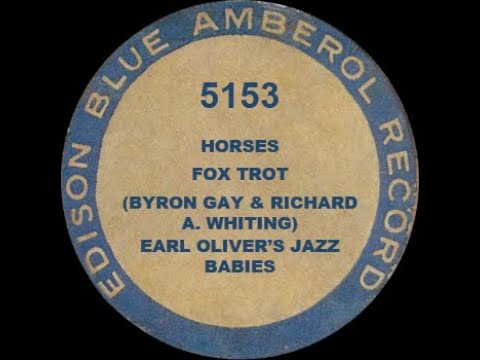 EDISON BLUE AMBEROL RECORD
5153
HORSES
FOX TROT
(BYRON GAY & RICHARD
A. WHITING)
EARL OLIVER'S JAZZ
BABIES